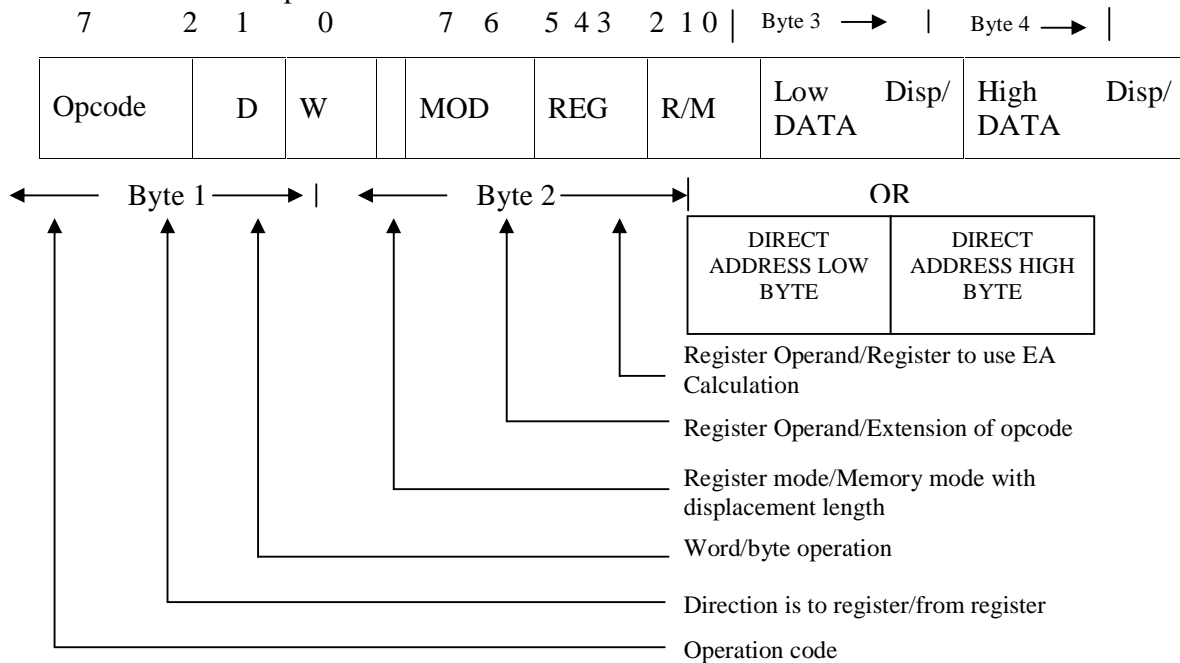 7 2 1 0 7 6 5 4 3 2 1 0 | Byte 3 | Byte 4 |
Opcode D W MOD REG R/M Low Disp/ High Disp/
DATA DATA
Byte 1 | Byte 2 | OR
DIRECT
ADDRESS LOW
BYTE
DIRECT
ADDRESS HIGH
BYTE
Register Operand/Register to use EA
Calculation
Register Operand/Extension of opcode
Register mode/Memory mode with
displacement length
Word/byte operation
Direction is to register/from register
Operation code